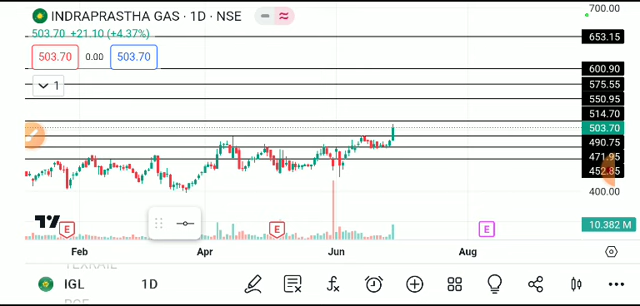 INDRAPRASTHA GAS · 1D · NSE
503.70 +21.10 (+4.37%)
503.70 0.00 503.70
1
700.00
653.15
600.90
575.55
550.95
514.70
503.70
490.75
471.95
452.85
400.00
10.382 M
E E E
Feb Apr Jun Aug
IGL 1D